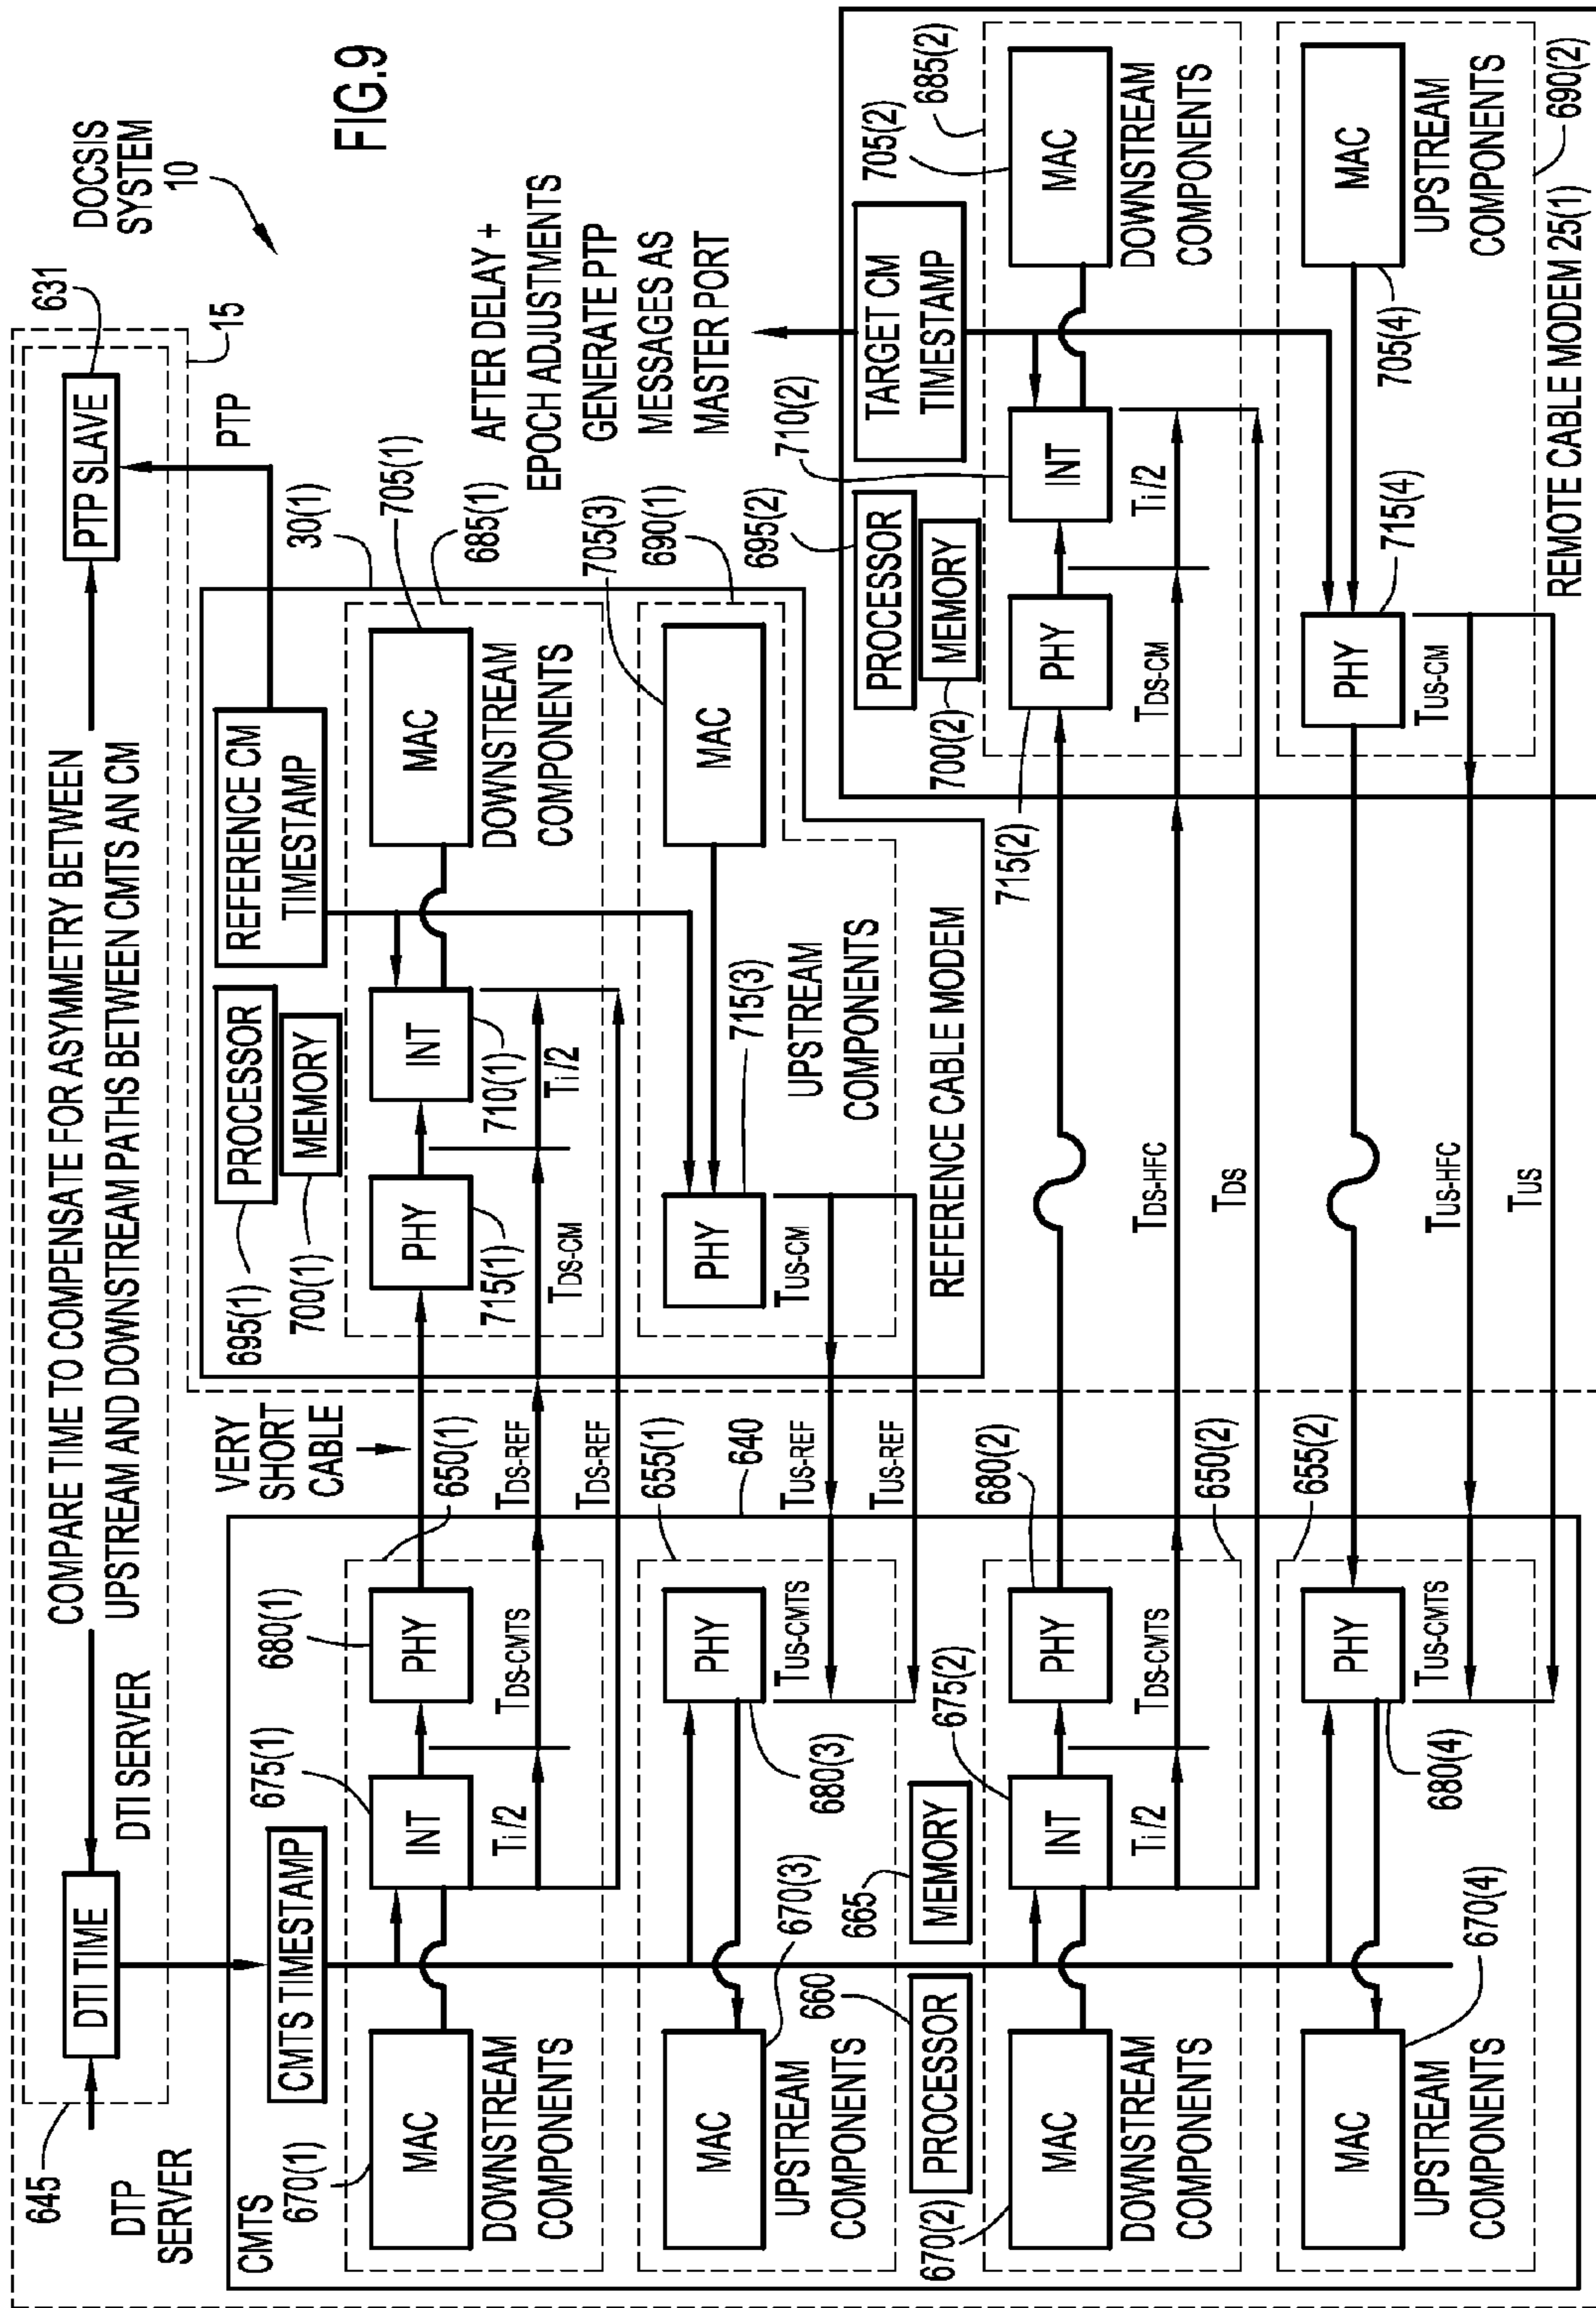 FIG.9
DOCSIS
SYSTEM
10
645
DTP
SERVER
DTI TIME
COMPARE TIME TO COMPENSATE FOR ASYMMETRY BETWEEN
UPSTREAM AND DOWNSTREAM PATHS BETWEEN CMTS AN CM
PTP SLAVE
631
15
DTI SERVER
PTP
CMTS
CMTS TIMESTAMP
670(1)
MAC
DOWNSTREAM
COMPONENTS
675(1)
INT
680(1)
PHY
Ti/2
TDS-CMTS
650(1)
VERY
SHORT
CABLE
TDS-REF
TDS-REF
MAC
UPSTREAM
COMPONENTS
670(3)
PHY
680(3)
TUS-CMTS
655(1)
640
TUS-REF
TUS-REF
660
PROCESSOR
665
MEMORY
670(2)
MAC
DOWNSTREAM
COMPONENTS
675(2)
INT
680(2)
PHY
Ti/2
TDS-CMTS
650(2)
MAC
UPSTREAM
COMPONENTS
670(4)
PHY
680(4)
TUS-CMTS
655(2)
30(1)
695(1)
PROCESSOR
700(1)
MEMORY
REFERENCE CM
TIMESTAMP
PHY
715(1)
INT
710(1)
TDS-CM
Ti/2
MAC
705(1)
685(1)
DOWNSTREAM
COMPONENTS
PHY
715(3)
TUS-CM
MAC
705(3)
690(1)
UPSTREAM
COMPONENTS
REFERENCE CABLE MODEM
AFTER DELAY +
EPOCH ADJUSTMENTS
GENERATE PTP
MESSAGES AS
MASTER PORT
TDS-HFC
TDS
TUS-HFC
TUS
695(2)
PROCESSOR
700(2)
MEMORY
TARGET CM
TIMESTAMP
715(2)
PHY
710(2)
INT
TDS-CM
Ti/2
705(2)
MAC
685(2)
DOWNSTREAM
COMPONENTS
PHY
715(4)
TUS-CM
MAC
705(4)
UPSTREAM
COMPONENTS
690(2)
REMOTE CABLE MODEM 25(1)